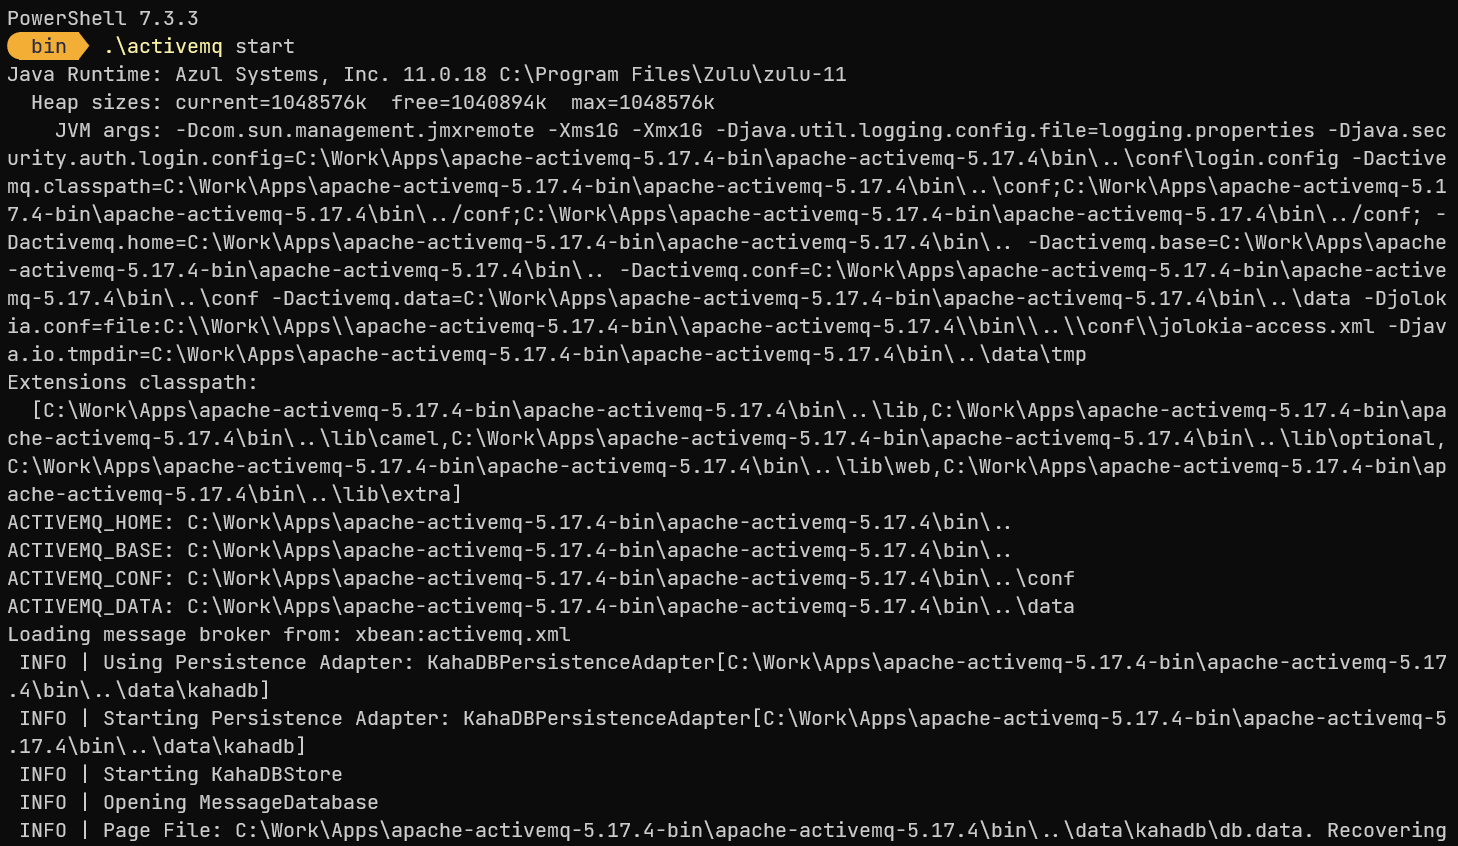 PowerShell 7.3.3
bin .\activemq start
Java Runtime: Azul Systems, Inc. 11.0.18 C:\Program Files\Zulu\zulu-11
  Heap sizes: current=1048576k  free=1040894k  max=1048576k
    JVM args: -Dcom.sun.management.jmxremote -Xms1G -Xmx1G -Djava.util.logging.config.file=logging.properties -Djava.sec
urity.auth.login.config=C:\Work\Apps\apache-activemq-5.17.4-bin\apache-activemq-5.17.4\bin\..\conf\login.config -Dactive
mq.classpath=C:\Work\Apps\apache-activemq-5.17.4-bin\apache-activemq-5.17.4\bin\..\conf;C:\Work\Apps\apache-activemq-5.1
7.4-bin\apache-activemq-5.17.4\bin\../conf;C:\Work\Apps\apache-activemq-5.17.4-bin\apache-activemq-5.17.4\bin\../conf; -
Dactivemq.home=C:\Work\Apps\apache-activemq-5.17.4-bin\apache-activemq-5.17.4\bin\.. -Dactivemq.base=C:\Work\Apps\apache
-activemq-5.17.4-bin\apache-activemq-5.17.4\bin\.. -Dactivemq.conf=C:\Work\Apps\apache-activemq-5.17.4-bin\apache-active
mq-5.17.4\bin\..\conf -Dactivemq.data=C:\Work\Apps\apache-activemq-5.17.4-bin\apache-activemq-5.17.4\bin\..\data -Djolok
ia.conf=file:C:\\Work\\Apps\\apache-activemq-5.17.4-bin\\apache-activemq-5.17.4\\bin\\..\\conf\\jolokia-access.xml -Djav
a.io.tmpdir=C:\Work\Apps\apache-activemq-5.17.4-bin\apache-activemq-5.17.4\bin\..\data\tmp
Extensions classpath:
  [C:\Work\Apps\apache-activemq-5.17.4-bin\apache-activemq-5.17.4\bin\..\lib,C:\Work\Apps\apache-activemq-5.17.4-bin\apa
che-activemq-5.17.4\bin\..\lib\camel,C:\Work\Apps\apache-activemq-5.17.4-bin\apache-activemq-5.17.4\bin\..\lib\optional,
C:\Work\Apps\apache-activemq-5.17.4-bin\apache-activemq-5.17.4\bin\..\lib\web,C:\Work\Apps\apache-activemq-5.17.4-bin\ap
ache-activemq-5.17.4\bin\..\lib\extra]
ACTIVEMQ_HOME: C:\Work\Apps\apache-activemq-5.17.4-bin\apache-activemq-5.17.4\bin\..
ACTIVEMQ_BASE: C:\Work\Apps\apache-activemq-5.17.4-bin\apache-activemq-5.17.4\bin\..
ACTIVEMQ_CONF: C:\Work\Apps\apache-activemq-5.17.4-bin\apache-activemq-5.17.4\bin\..\conf
ACTIVEMQ_DATA: C:\Work\Apps\apache-activemq-5.17.4-bin\apache-activemq-5.17.4\bin\..\data
Loading message broker from: xbean:activemq.xml
 INFO | Using Persistence Adapter: KahaDBPersistenceAdapter[C:\Work\Apps\apache-activemq-5.17.4-bin\apache-activemq-5.17
.4\bin\..\data\kahadb]
 INFO | Starting Persistence Adapter: KahaDBPersistenceAdapter[C:\Work\Apps\apache-activemq-5.17.4-bin\apache-activemq-5
.17.4\bin\..\data\kahadb]
 INFO | Starting KahaDBStore
 INFO | Opening MessageDatabase
 INFO | Page File: C:\Work\Apps\apache-activemq-5.17.4-bin\apache-activemq-5.17.4\bin\..\data\kahadb\db.data. Recovering